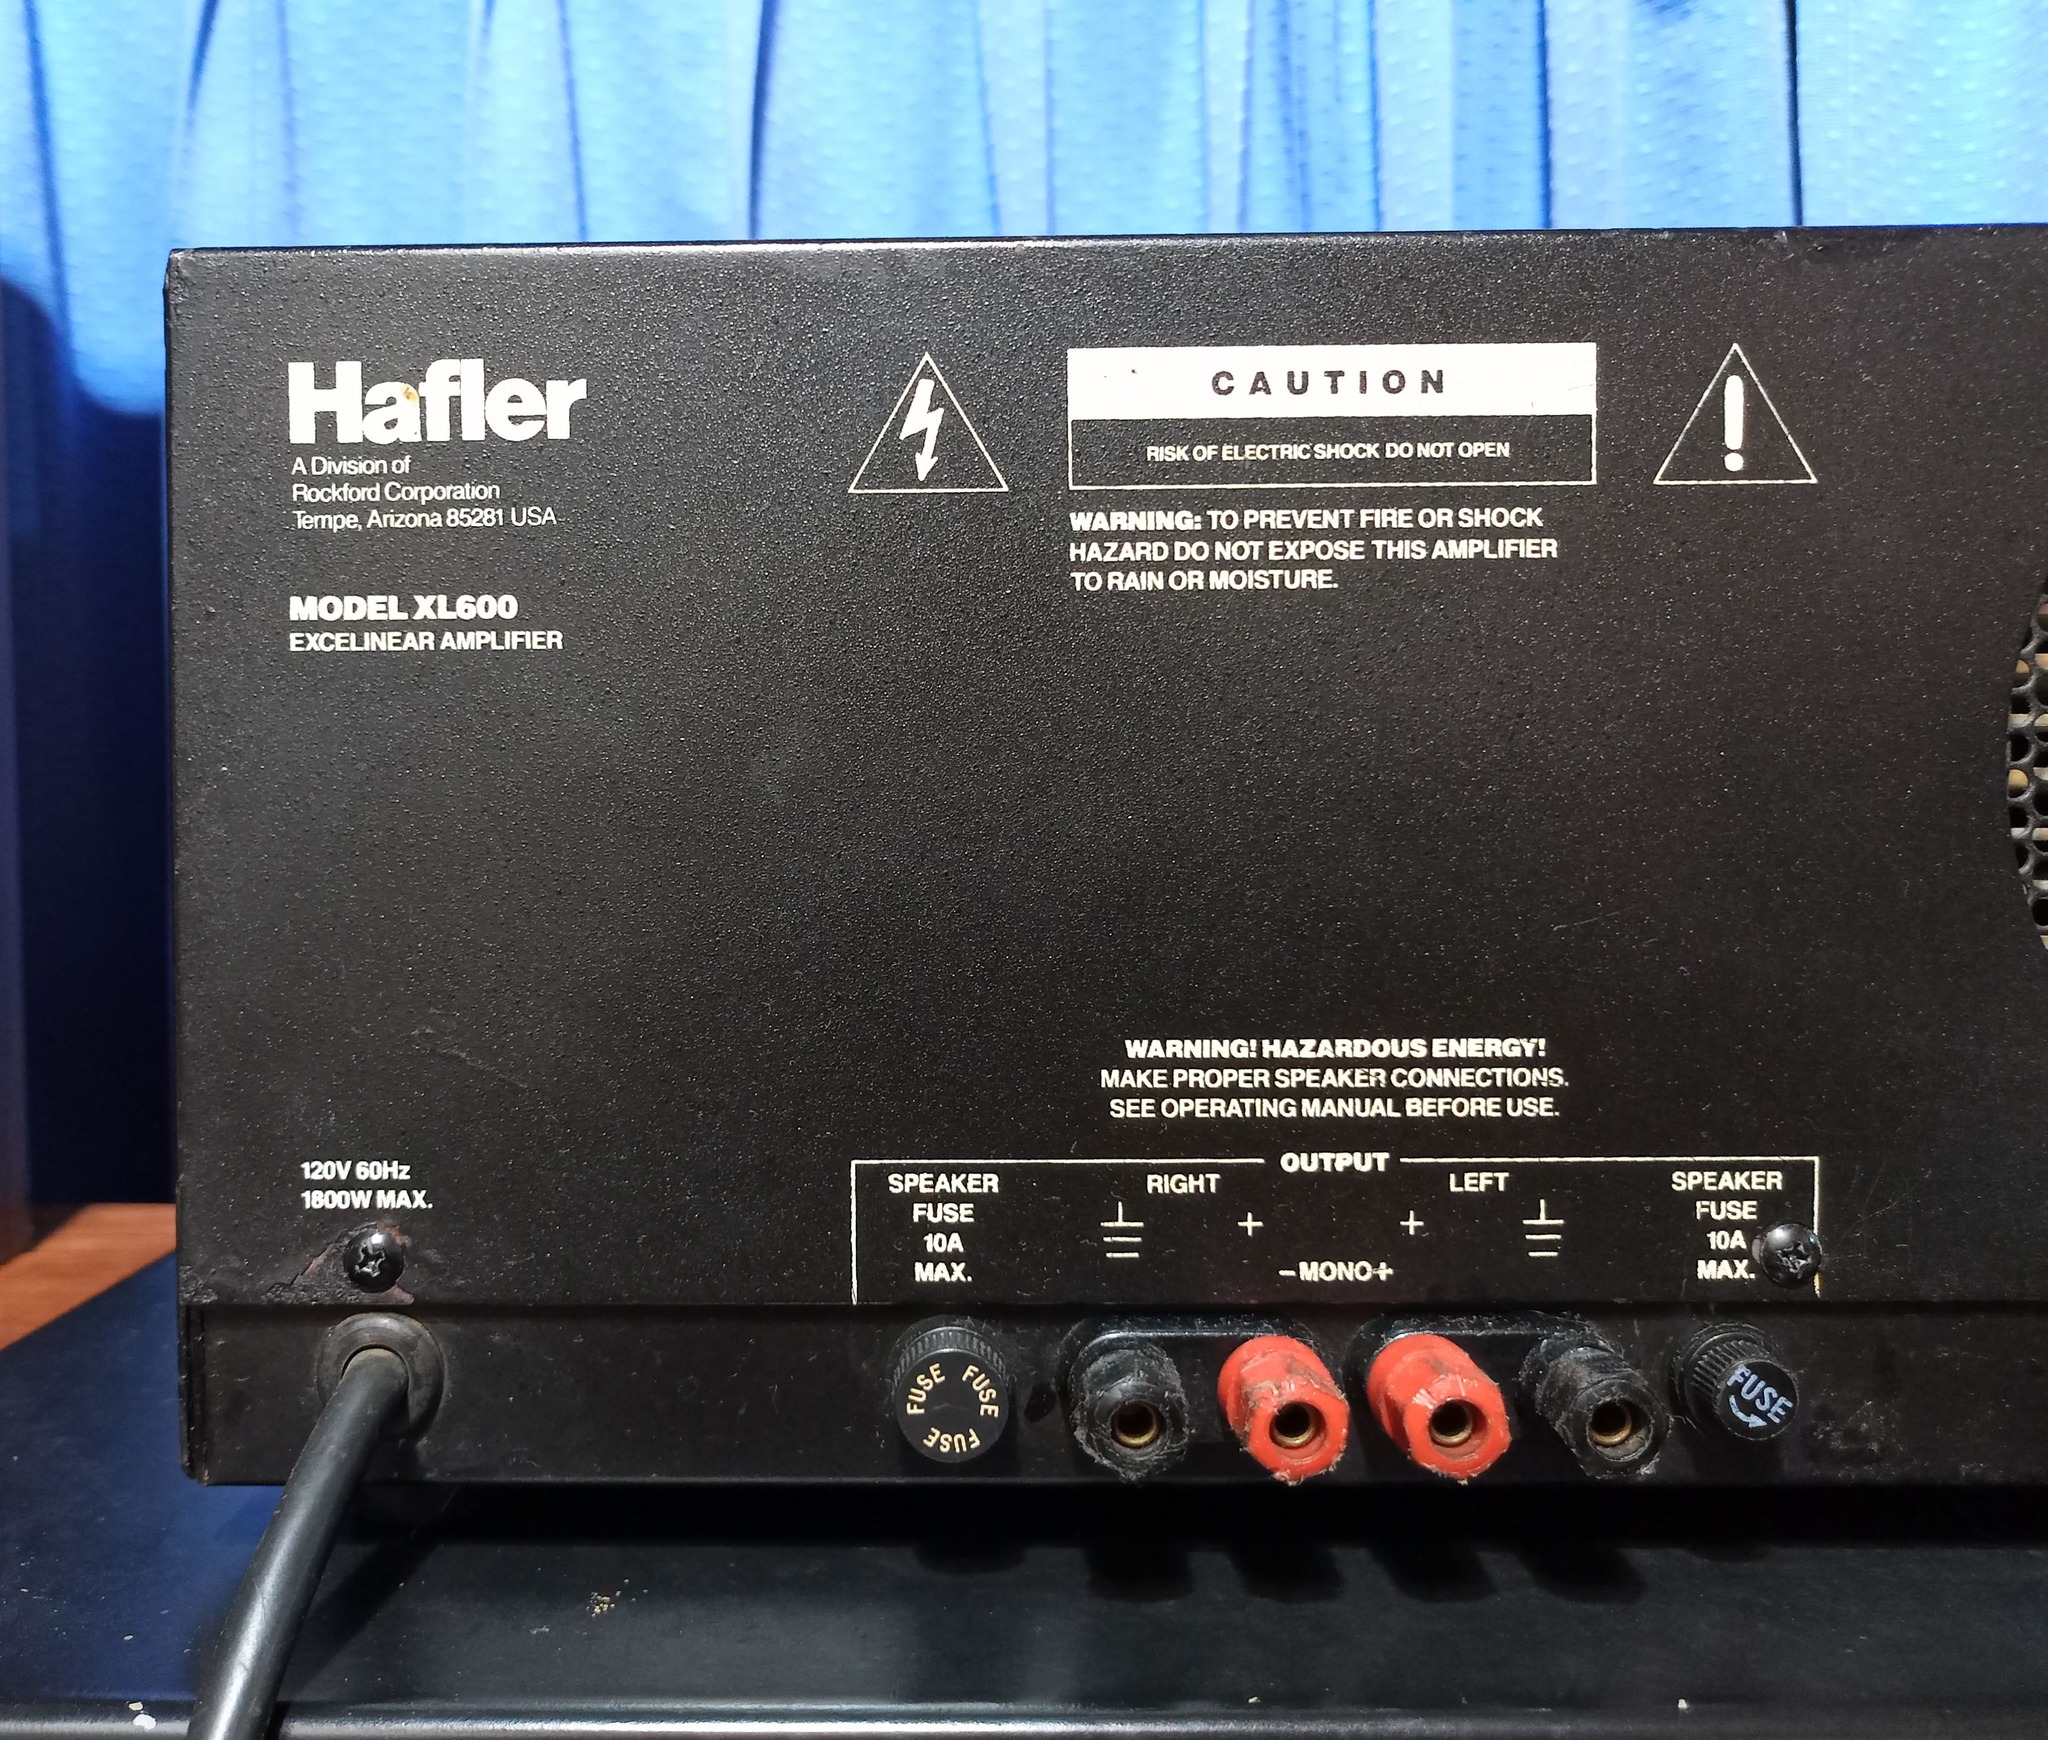 Hafler
A Division of
Rockford Corporation
Tempe, Arizona 85281 USA
MODEL XL600
EXCELINEAR AMPLIFIER
CAUTION
RISK OF ELECTRIC SHOCK DO NOT OPEN
WARNING: TO PREVENT FIRE OR SHOCK
HAZARD DO NOT EXPOSE THIS AMPLIFIER
TO RAIN OR MOISTURE.
WARNING! HAZARDOUS ENERGY!
MAKE PROPER SPEAKER CONNECTIONS.
SEE OPERATING MANUAL BEFORE USE.
120V 60Hz
1800W MAX.
OUTPUT
SPEAKER
FUSE
10A
MAX.
RIGHT
+
LEFT
+
- MONO +
SPEAKER
FUSE
10A
MAX.
FUSE FUSE FUSE
FUSE